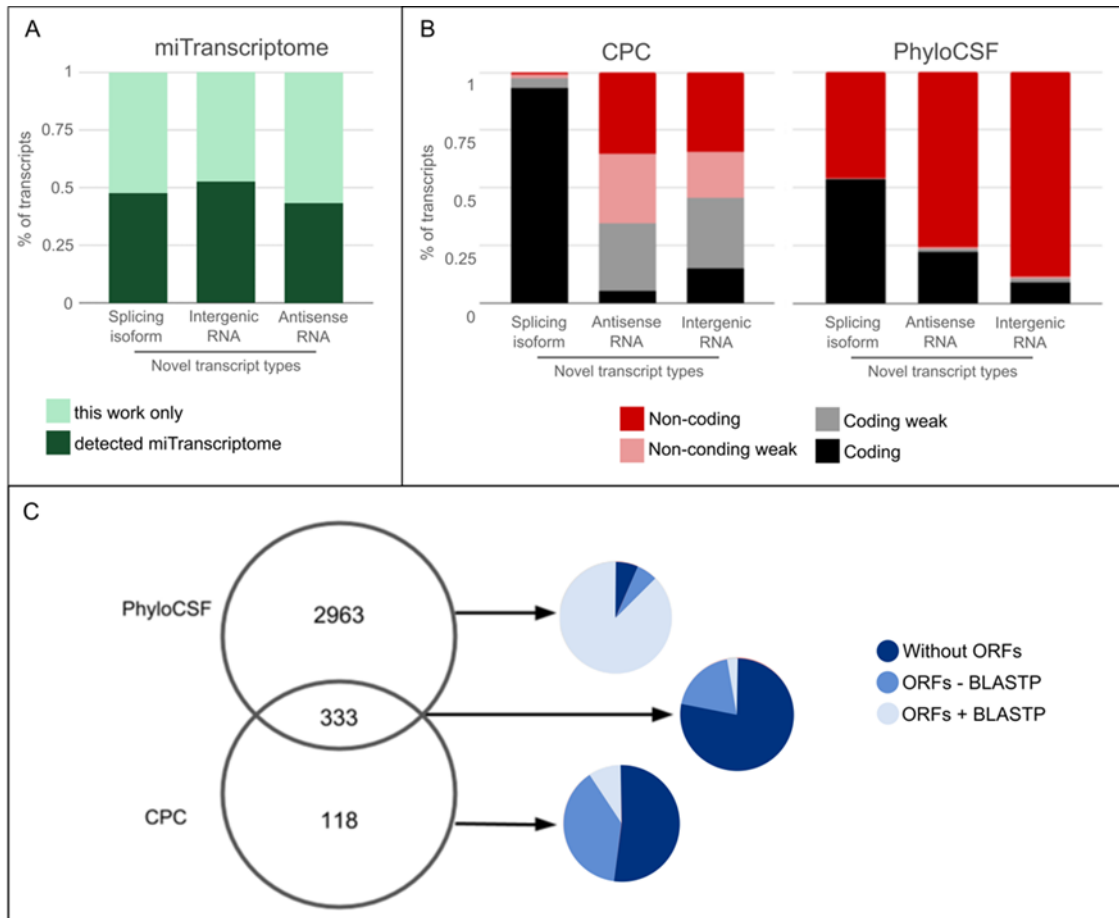 A
miTranscriptome
% of transcripts
1
0.75
0.5
0.25
0
Splicing
isoform
Intergenic
RNA
Antisense
RNA
Novel transcript types
this work only
detected miTranscriptome
B
CPC
PhyloCSF
% of transcripts
1
0.75
0.5
0.25
0
Splicing
isoform
Antisense
RNA
Intergenic
RNA
Novel transcript types
Splicing
isoform
Antisense
RNA
Intergenic
RNA
Novel transcript types
Non-coding
Non-conding weak
Coding weak
Coding
C
PhyloCSF
2963
333
CPC
118
Without ORFs
ORFs - BLASTP
ORFs + BLASTP